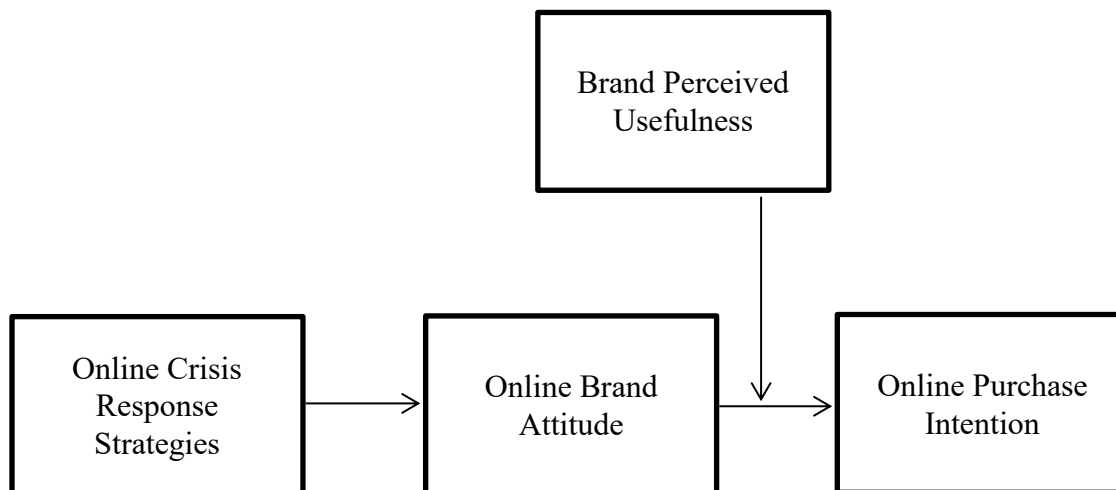 Brand Perceived
Usefulness
Online Crisis
Response
Strategies
Online Brand
Attitude
Online Purchase
Intention